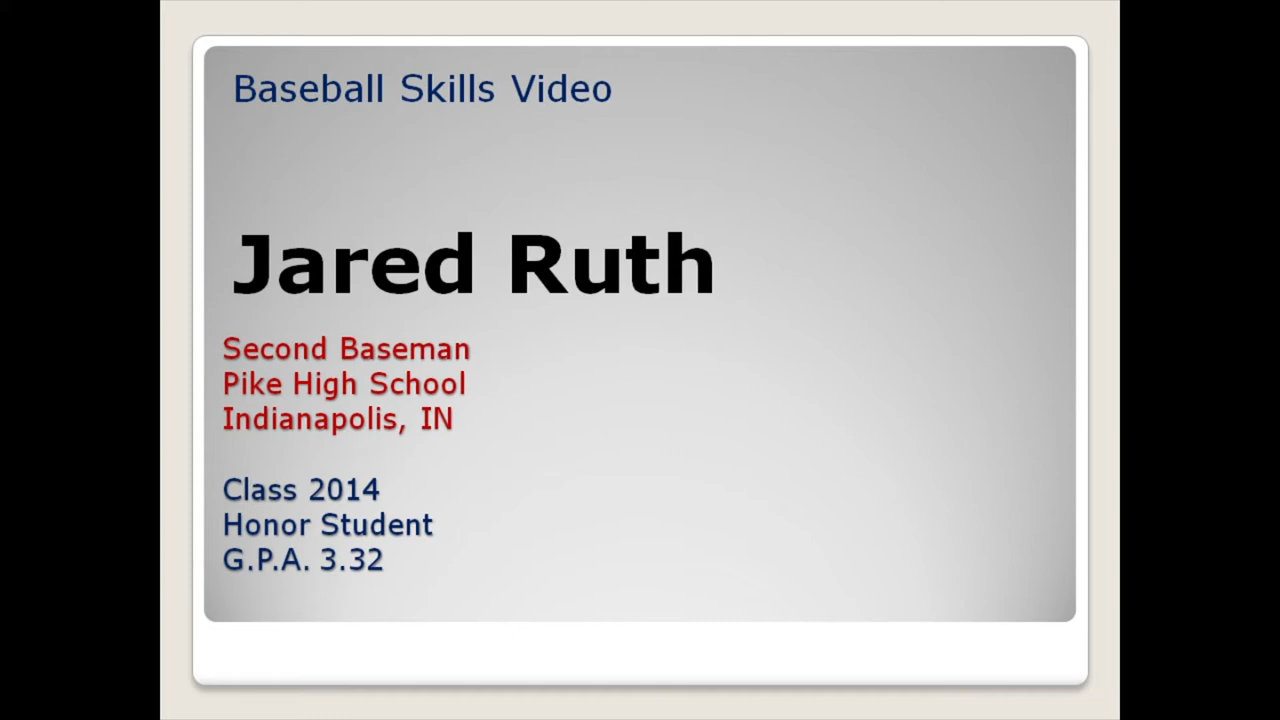 Baseball Skills Video
Jared Ruth
Second Baseman
Pike High School
Indianapolis, IN
Class 2014
Honor Student
G.P.A. 3.32